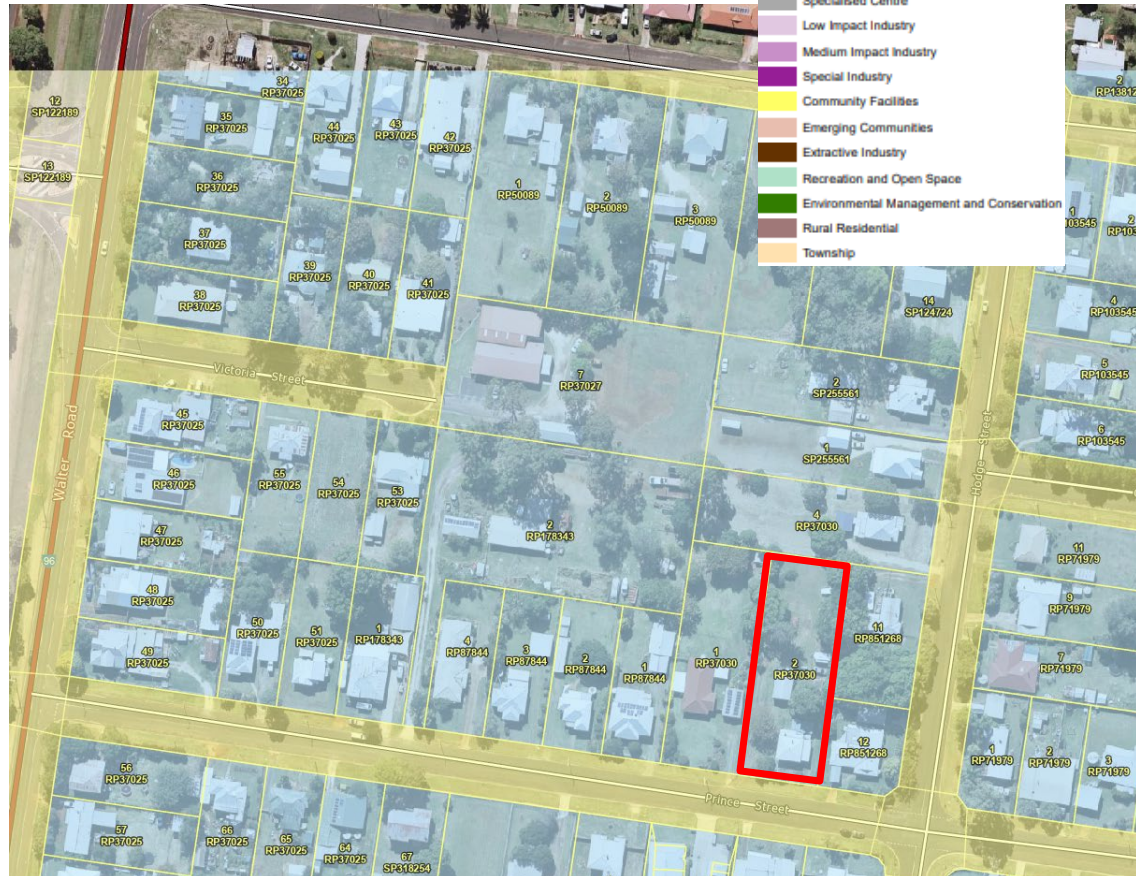 Specialised Centre
Low Impact Industry
Medium Impact Industry
Special Industry
Community Facilities
Emerging Communities
Extractive Industry
Recreation and Open Space
Environmental Management and Conservation
Rural Residential
Township
12
SP122189
13
SP122189
34
RP37025
35
RP37025
36
RP37025
37
RP37025
38
RP37025
44
RP37025
43
RP37025
42
RP37025
39
RP37025
40
RP37025
41
RP37025
1
RP50089
2
RP50089
3
RP50089
2
RP13812
1
103545
2
RP103
4
RP103545
5
RP103545
6
RP103545
14
SP124724
Victoria Street
7
RP37027
2
SP255561
1
SP255561
Hodge Street
Walter Road
96
45
RP37025
46
RP37025
47
RP37025
48
RP37025
49
RP37025
55
RP37025
54
RP37025
53
RP37025
50
RP37025
51
RP37025
1
RP178343
2
RP178343
4
RP37030
4
RP87844
3
RP87844
2
RP87844
1
RP87844
1
RP37030
2
RP37030
11
RP851268
12
RP851268
11
RP71979
9
RP71979
7
RP71979
1
RP71979
2
RP71979
3
RP71979
Prince Street
56
RP37025
57
RP37025
66
RP37025
65
RP37025
64
RP37025
67
SP318254